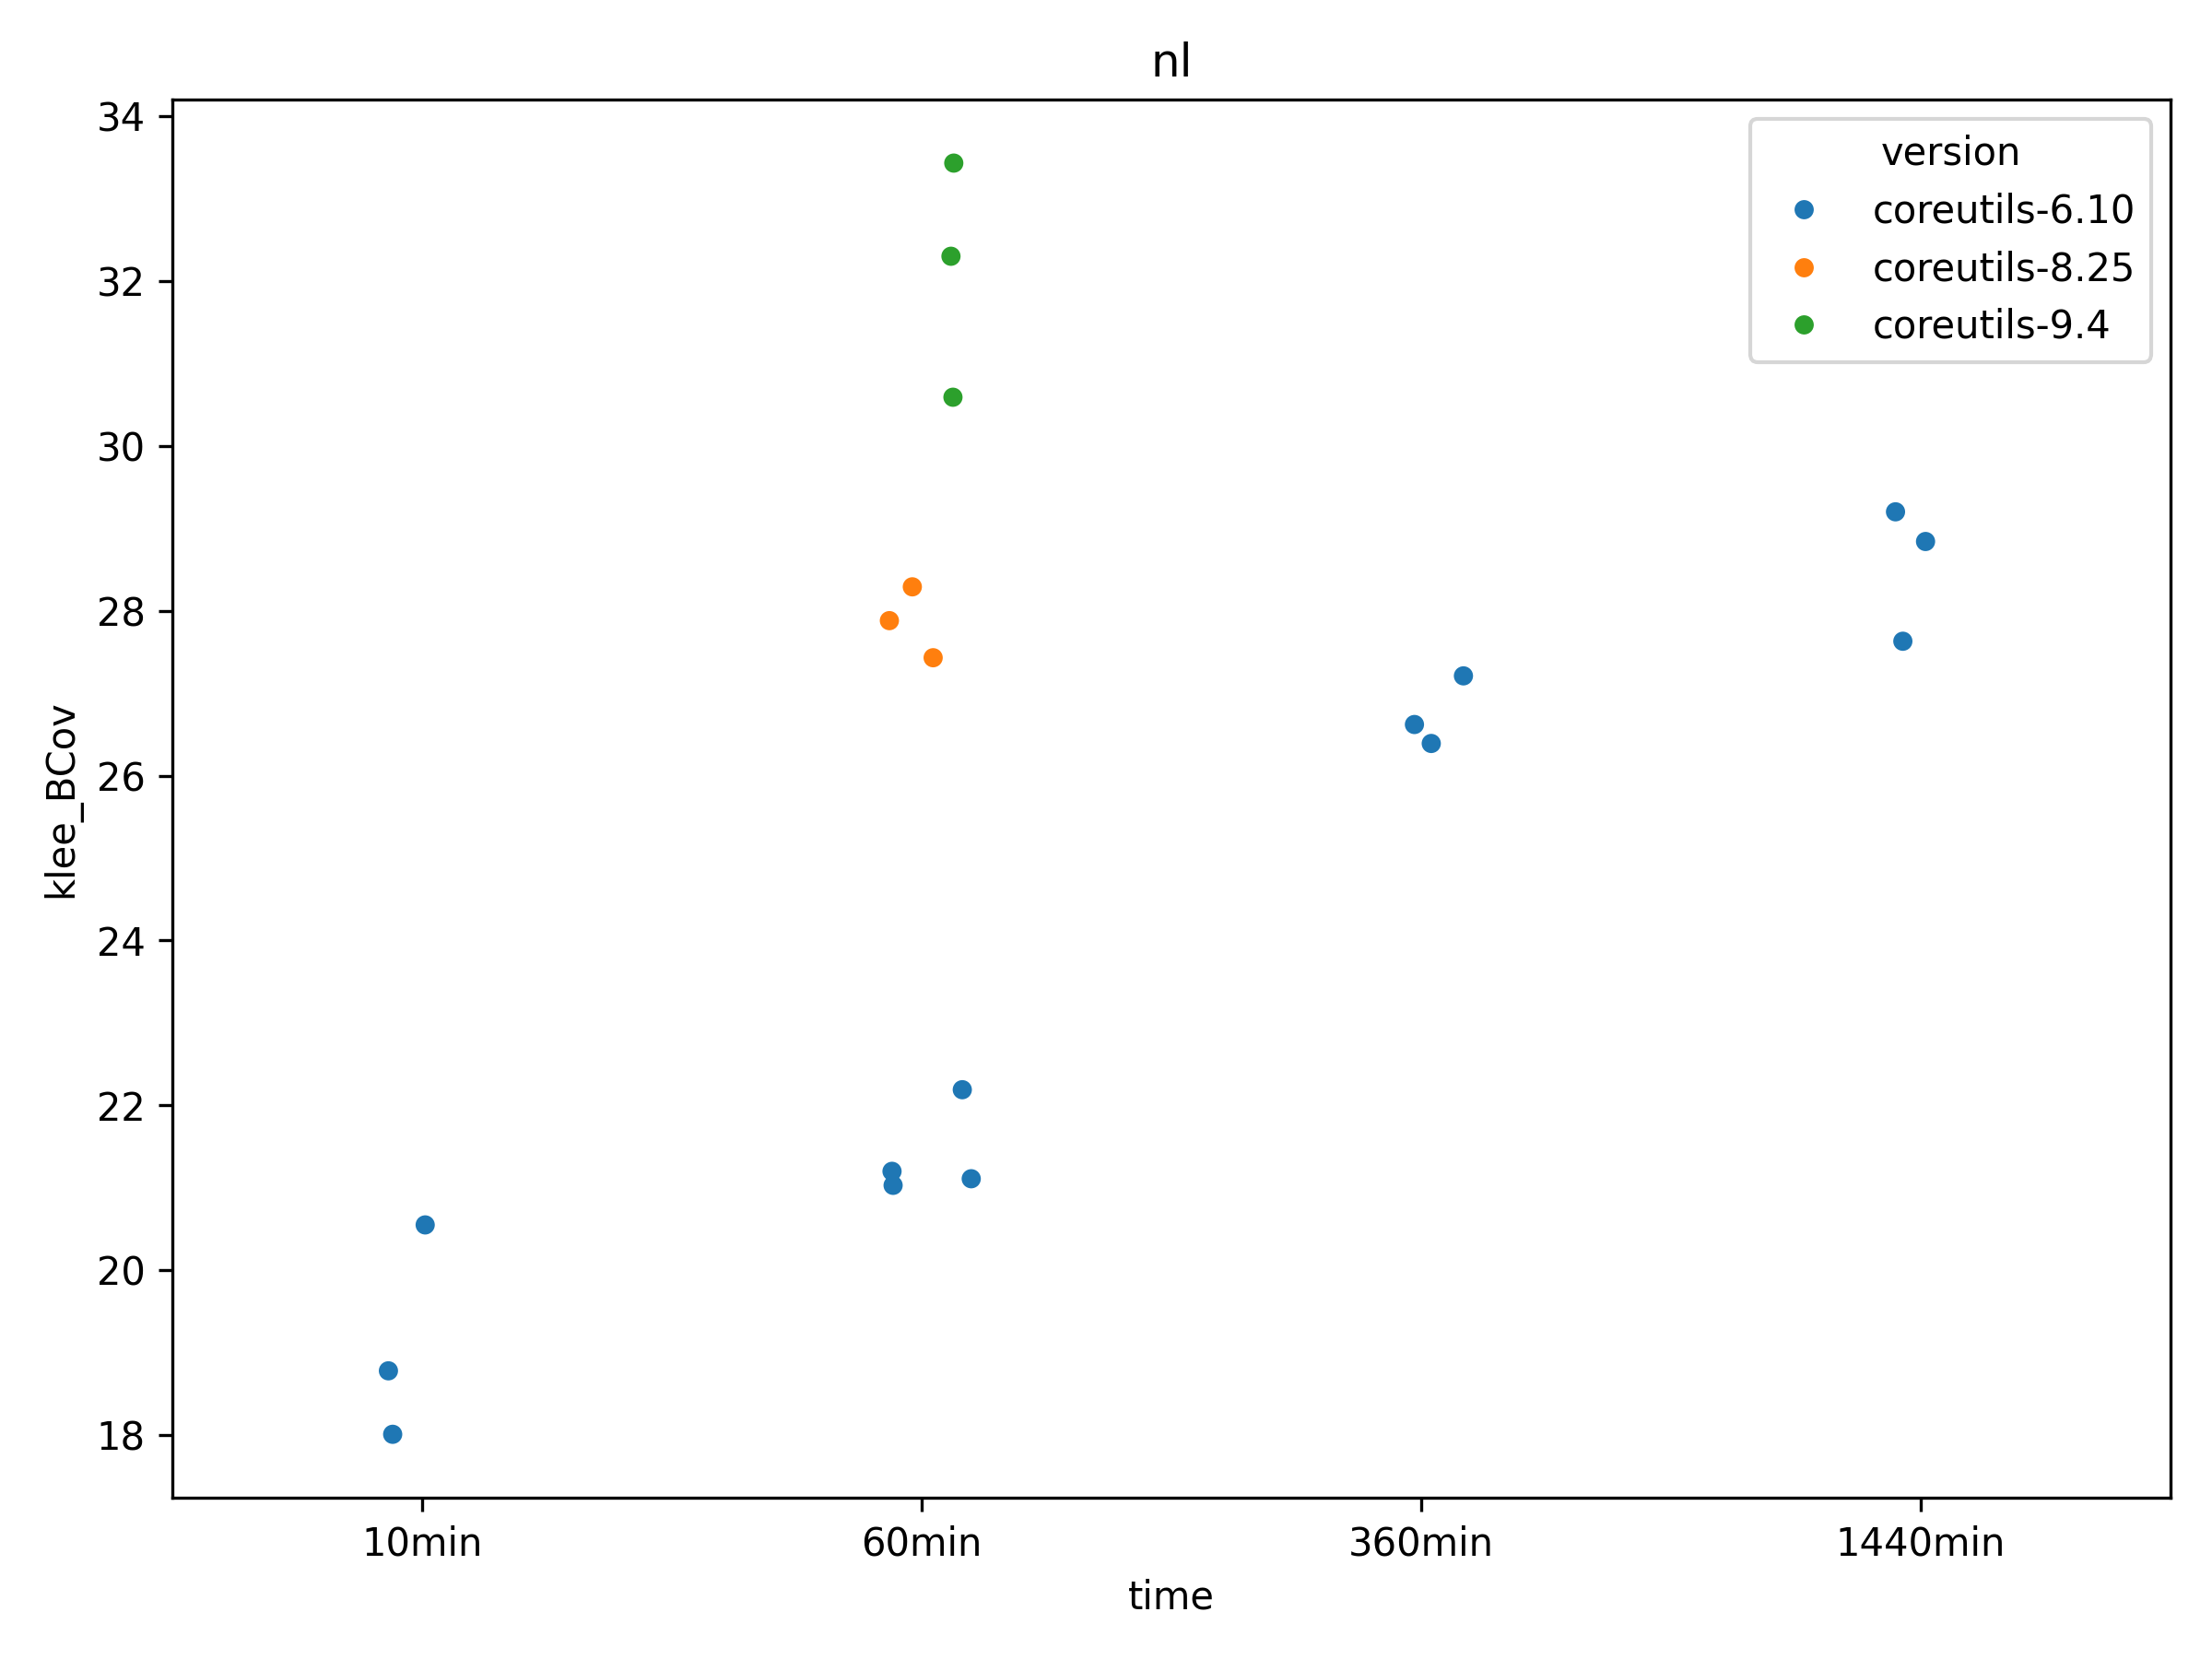 nl
version
coreutils-6.10
coreutils-8.25
coreutils-9.4
klee_BCov
34
32
30
28
26
24
22
20
18
10min
60min
360min
1440min
time